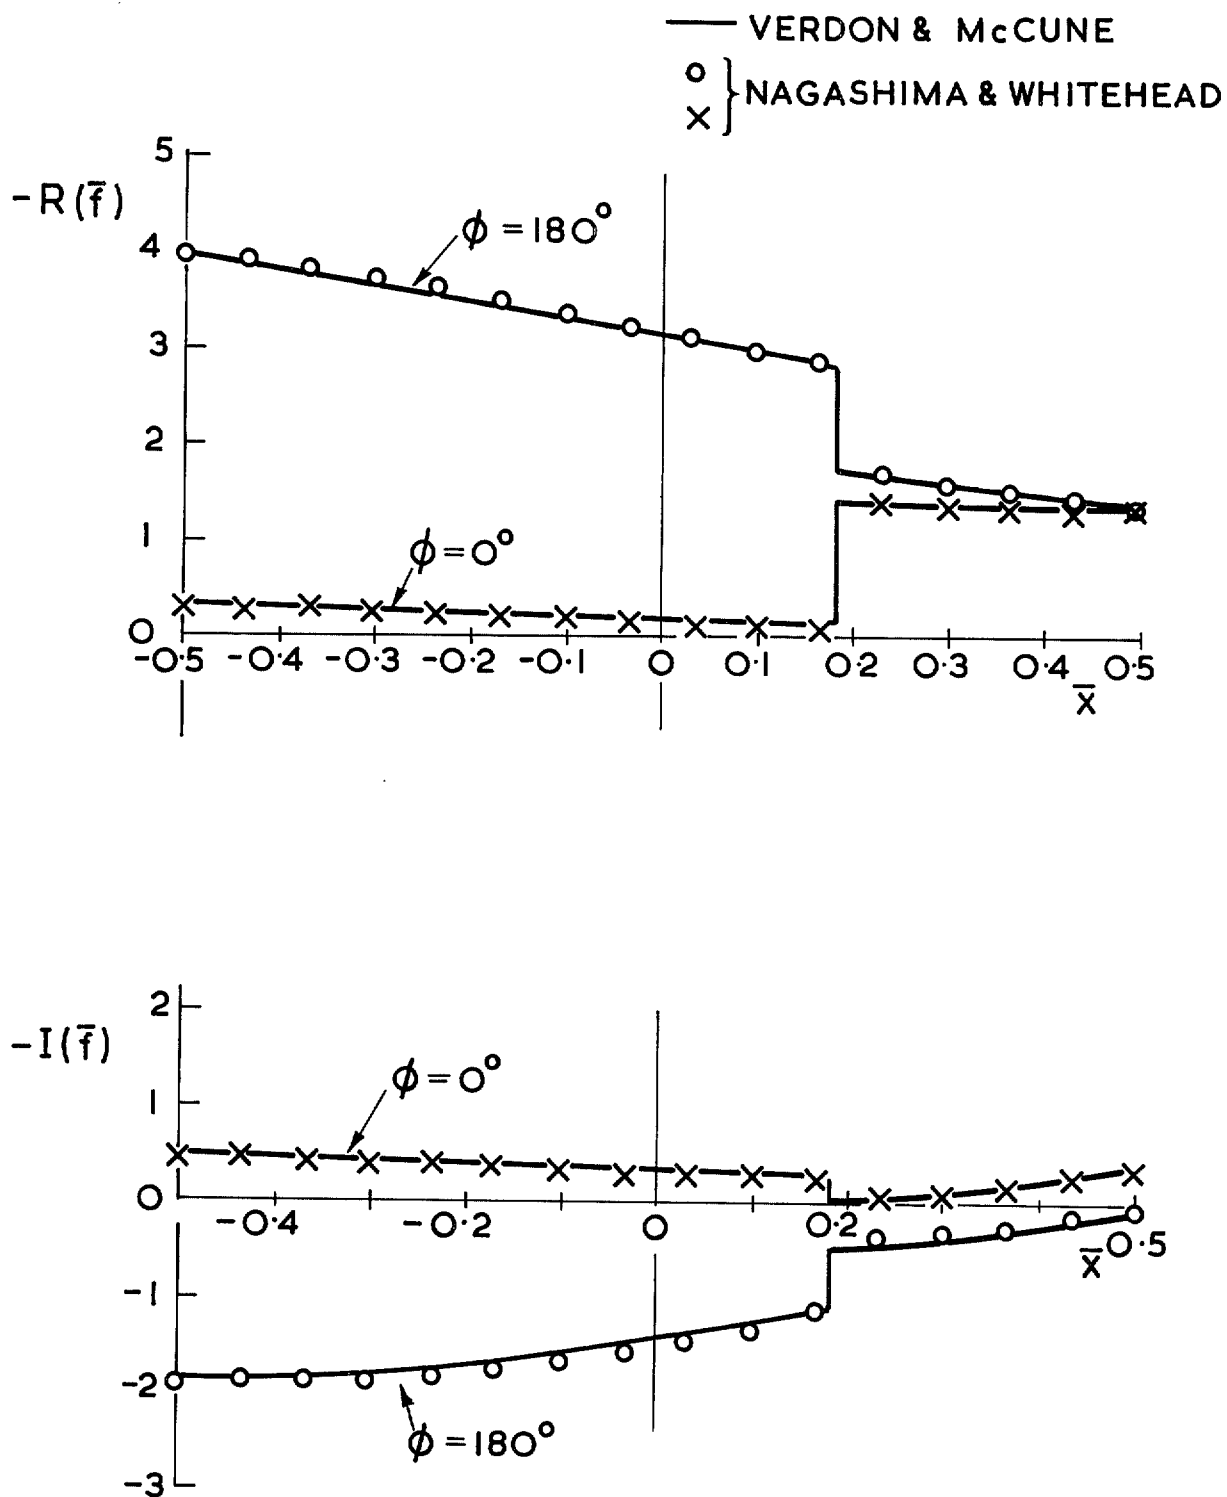 VERDON & McCUNE
NAGASHIMA & WHITEHEAD
5
-R(f̄)
ϕ=180°
4
3
2
1
ϕ=0°
0
-0·5 -0·4 -0·3 -0·2 -0·1 0 0·1 0·2 0·3 0·4 0·5
x̄
2
-I(f̄)
ϕ=0°
1
0
-0·4 -0·2 0 0·2 0·5
x̄
-1
-2
ϕ=180°
-3